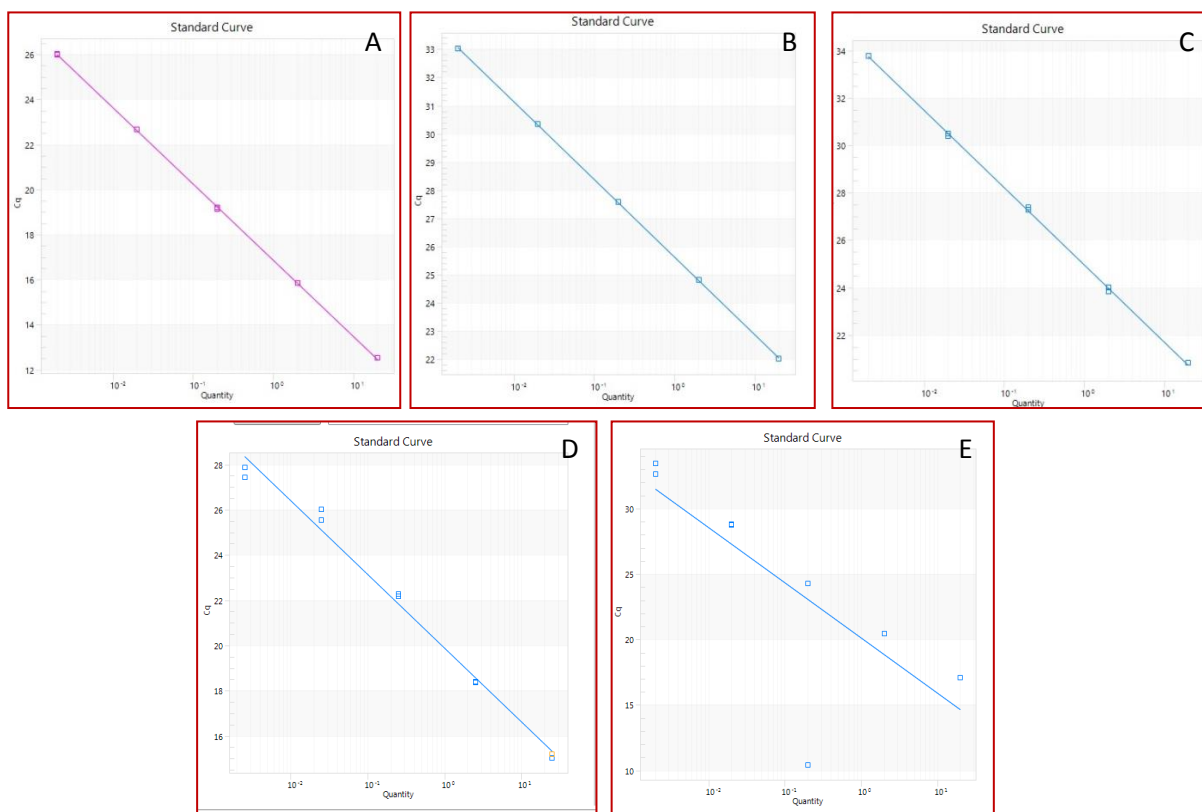 Standard Curve
A
26
24
22
20
18
16
14
12
Cq
10⁻²
10⁻¹
10⁰
10¹
Quantity
Standard Curve
B
33
32
31
30
29
28
27
26
25
24
23
22
Cq
10⁻²
10⁻¹
10⁰
10¹
Quantity
Standard Curve
C
34
32
30
28
26
24
22
Cq
10⁻²
10⁻¹
10⁰
10¹
Quantity
Standard Curve
D
28
26
24
22
20
18
16
Cq
10⁻²
10⁻¹
10⁰
10¹
Quantity
Standard Curve
E
30
25
20
15
10
Cq
10⁻²
10⁻¹
10⁰
10¹
Quantity